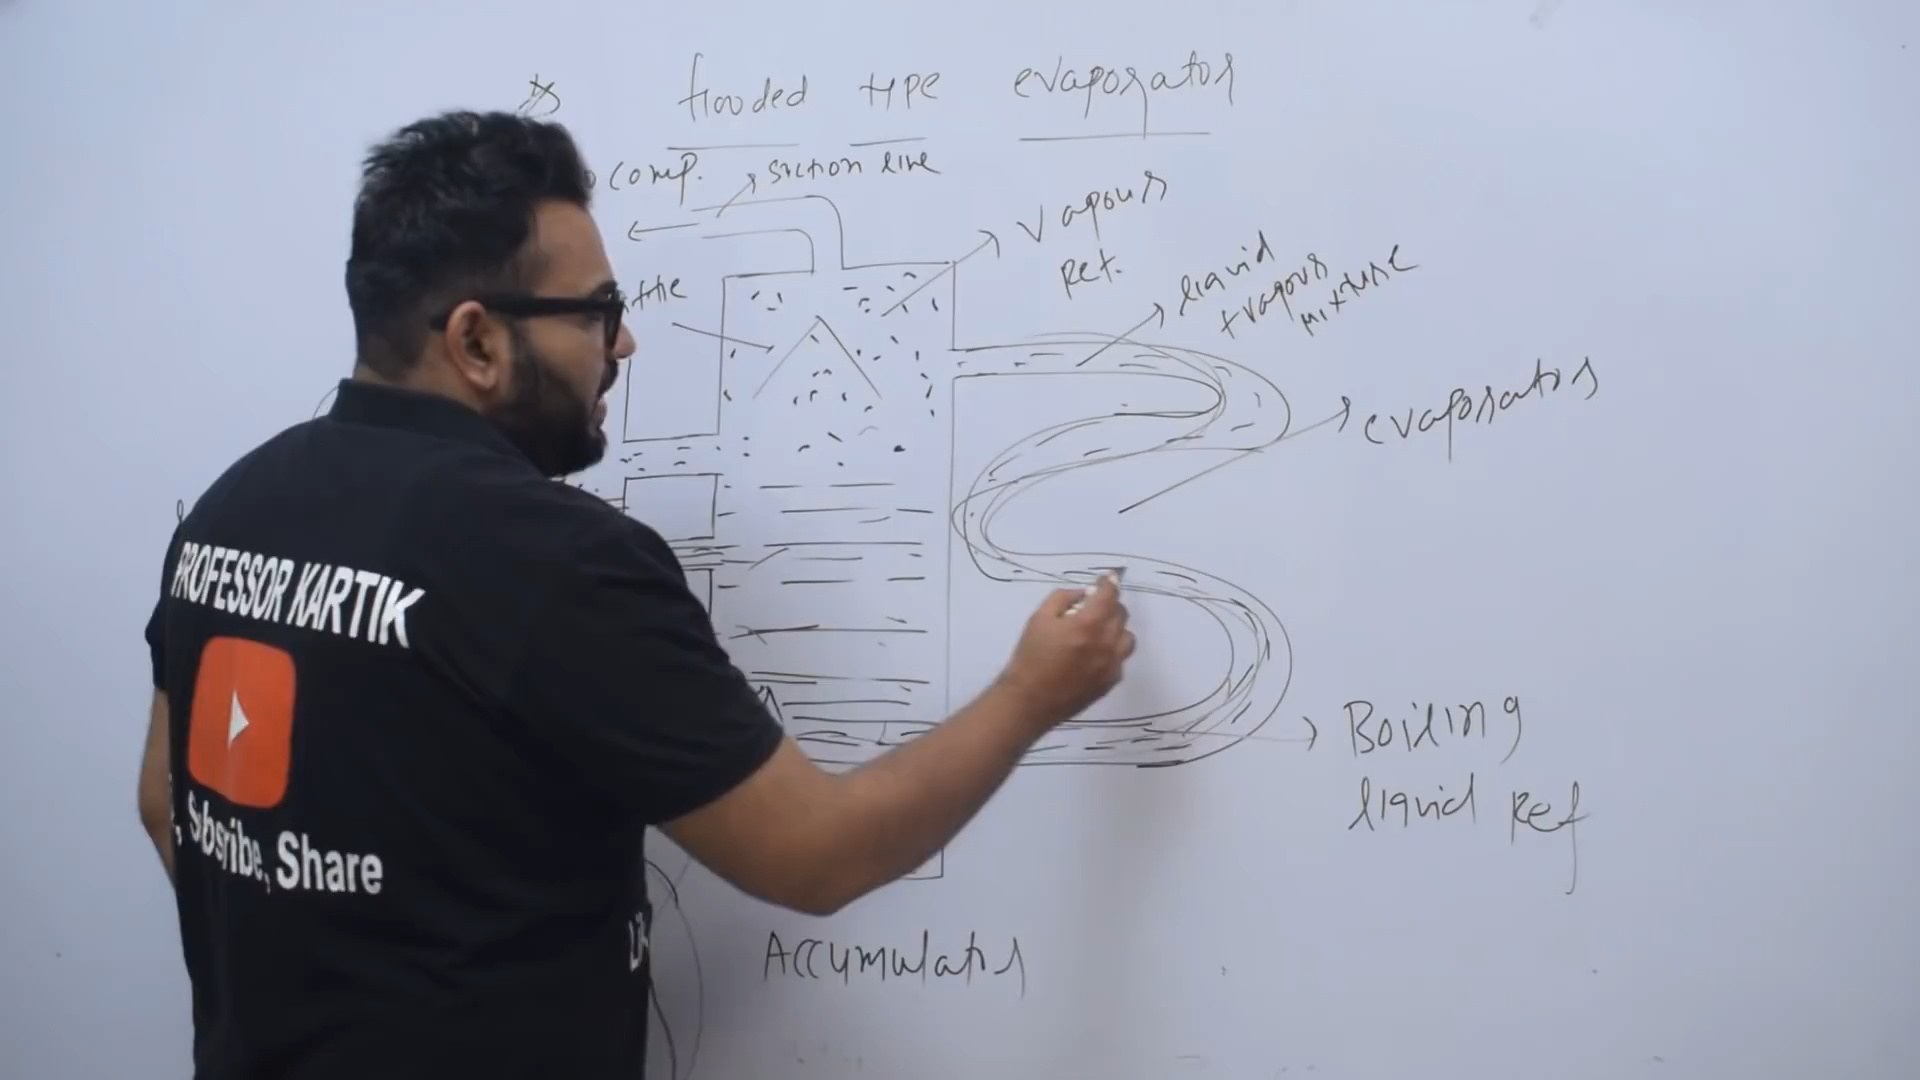 flooded type evaporator
comp.
suction line
vapour
Ref.
liquid
+ vapour
mixture
evaporator
PROFESSOR KARTIK
Boiling
liquid Ref
Share
Accumulator